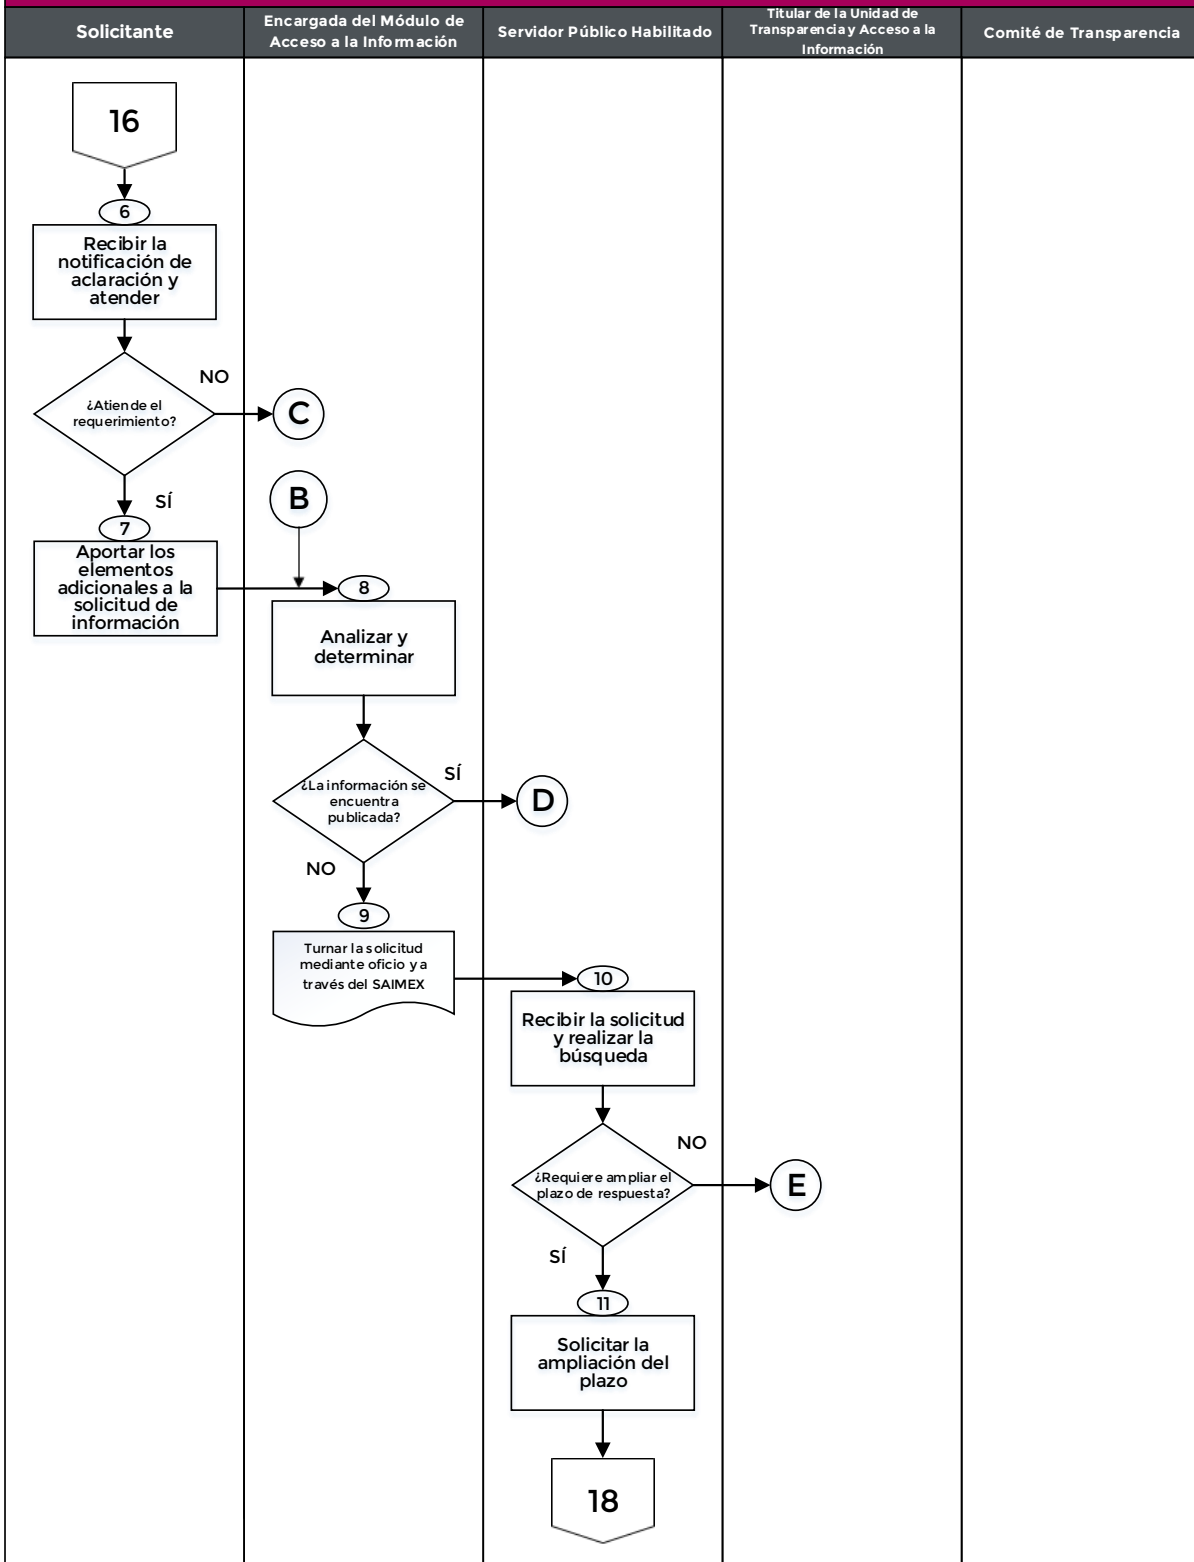 Solicitante
Encargada del Módulo de
Acceso a la Información
Servidor Público Habilitado
Titular de la Unidad de
Transparencia y Acceso a la
Información
Comité de Transparencia
16
6
Recibir la
notificación de
aclaración y
atender
NO
¿Atiende el
requerimiento?
C
SÍ
B
7
Aportar los
elementos
adicionales a la
solicitud de
información
8
Analizar y
determinar
SÍ
¿La información se
encuentra
publicada?
D
NO
9
Turnar la solicitud
mediante oficio y a
través del SAIMEX
10
Recibir la solicitud
y realizar la
búsqueda
NO
¿Requiere ampliar el
plazo de respuesta?
E
SÍ
11
Solicitar la
ampliación del
plazo
18